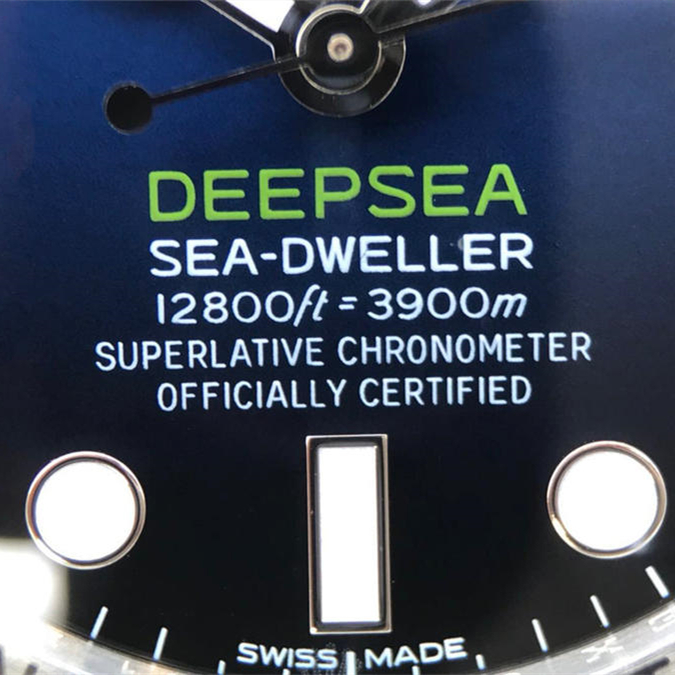 DEEPSEA
SEA-DWELLER
12800ft = 3900m
SUPERLATIVE CHRONOMETER
OFFICIALLY CERTIFIED
SWISS MADE